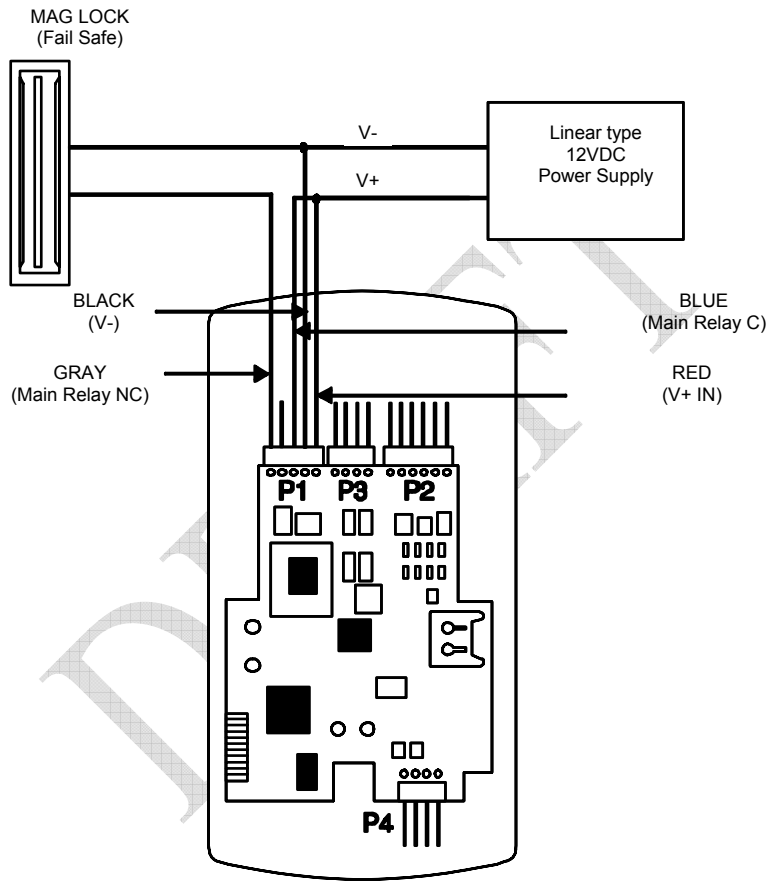 MAG LOCK
(Fail Safe)
V-
V+
Linear type
12VDC
Power Supply
BLACK
(V-)
BLUE
(Main Relay C)
GRAY
(Main Relay NC)
RED
(V+ IN)
P1 P3 P2
P4
DRAFT